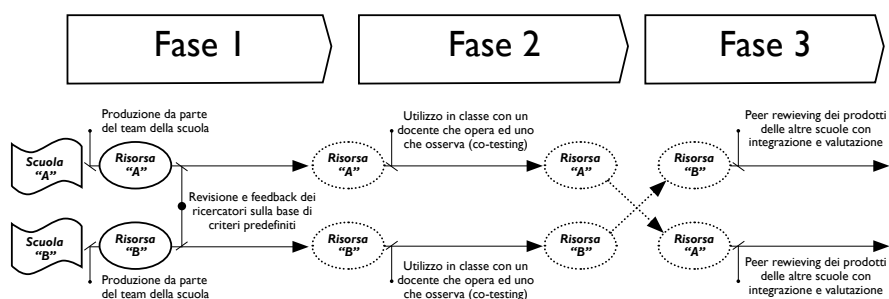 Fase 1
Fase 2
Fase 3
Produzione da parte
del team della scuola
Utilizzo in classe con un
docente che opera ed uno
che osserva (co-testing)
Peer rewieving dei prodotti
delle altre scuole con
integrazione e valutazione
Scuola
“A”
Risorsa
“A”
Risorsa
“A”
Risorsa
“A”
Risorsa
“B”
Revisione e feedback dei
ricercatori sulla base di
criteri predefiniti
Scuola
“B”
Risorsa
“B”
Risorsa
“B”
Risorsa
“B”
Risorsa
“A”
Produzione da parte
del team della scuola
Utilizzo in classe con un
docente che opera ed uno
che osserva (co-testing)
Peer rewieving dei prodotti
delle altre scuole con
integrazione e valutazione